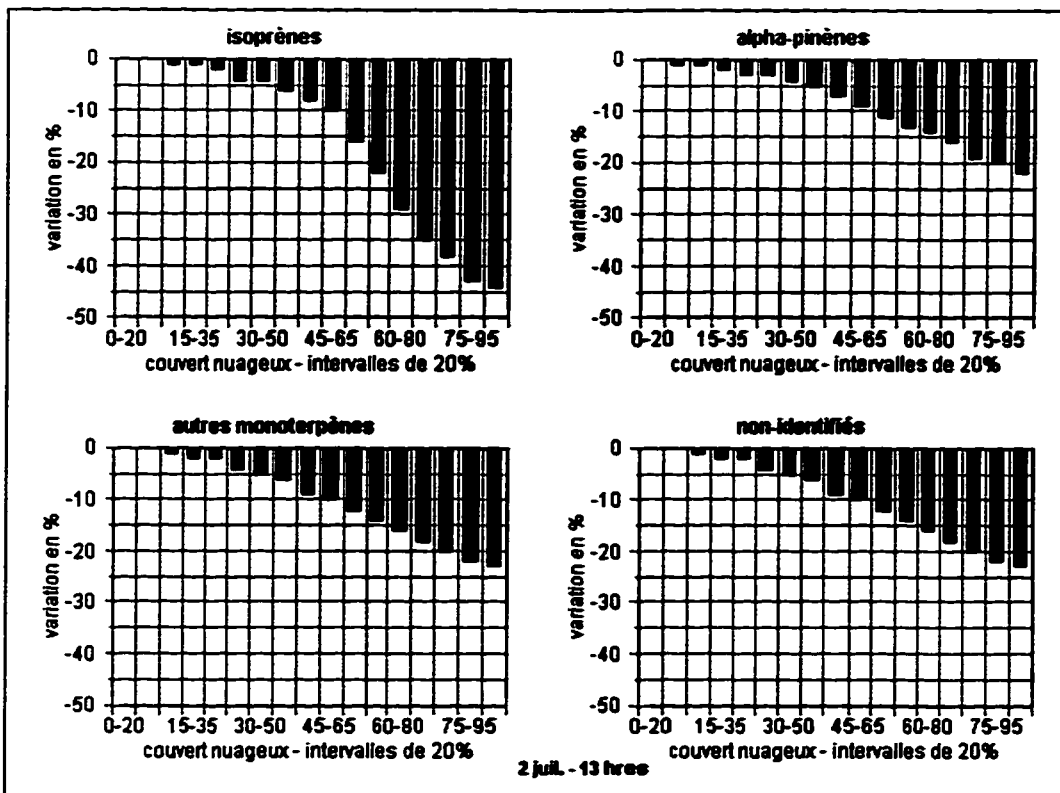 isoprènes
variation en %
0
-10
-20
-30
-40
-50
0-20 15-35 30-50 45-65 60-80 75-95
couvert nuageux - intervalles de 20%
alpha-pinènes
variation en %
0
-10
-20
-30
-40
-50
0-20 15-35 30-50 45-65 60-80 75-95
couvert nuageux - intervalles de 20%
autres monoterpènes
variation en %
0
-10
-20
-30
-40
-50
0-20 15-35 30-50 45-65 60-80 75-95
couvert nuageux - intervalles de 20%
non-identifiés
variation en %
0
-10
-20
-30
-40
-50
0-20 15-35 30-50 45-65 60-80 75-95
couvert nuageux - intervalles de 20%
2 juil. - 13 hres